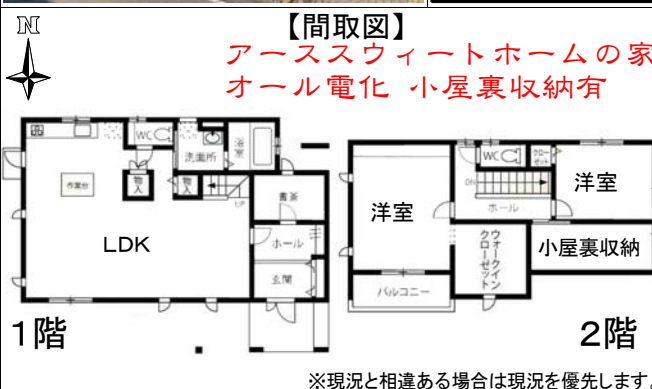 【間取図】
N
アーススウィートホームの家
オール電化 小屋裏収納有
WC
洗面所
浴室
作業台
物入
物入
UP
書斎
LDK
ホール
玄関
1階
WC
クローゼット
DN
洋室
洋室
ホール
ウォークインクローゼット
小屋裏収納
バルコニー
2階
※現況と相違ある場合は現況を優先します。